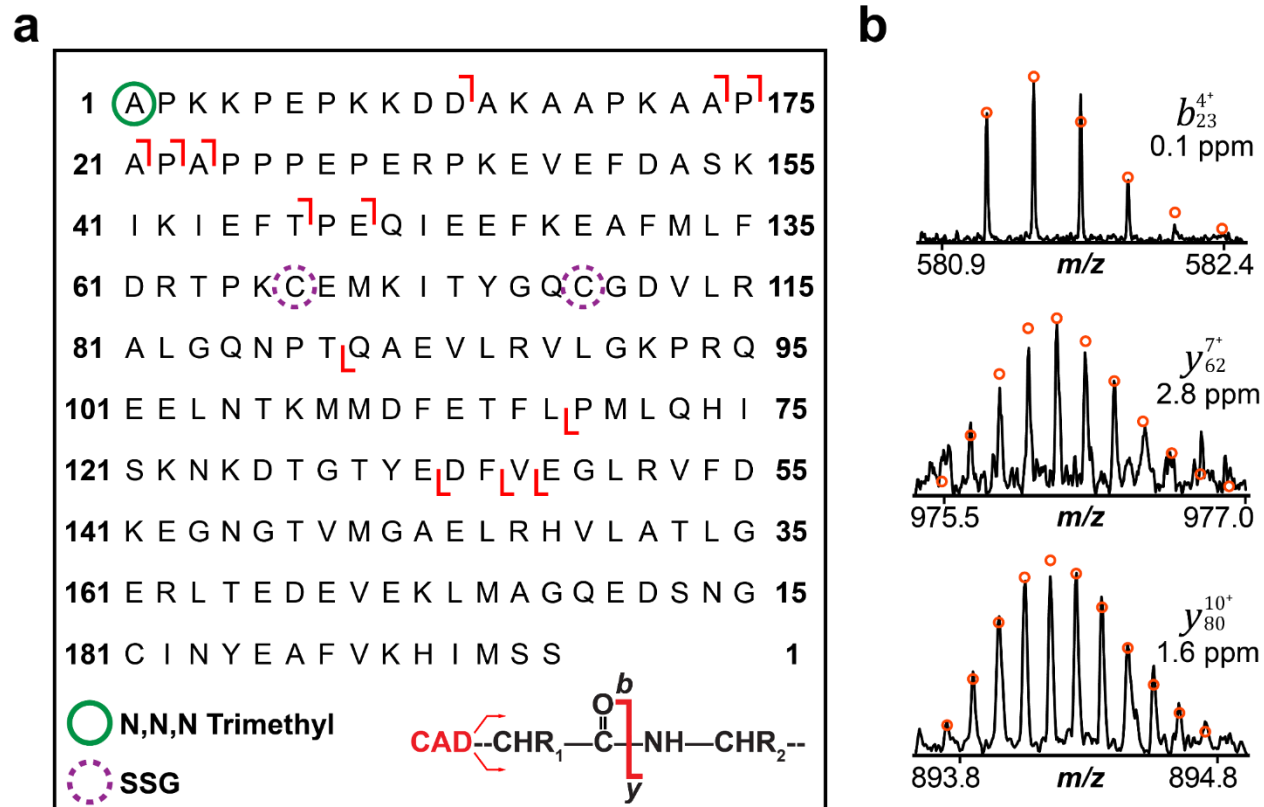 a
1 A P K K P E P K K D D A K A A P K A A P 175
21 A P A P P P E P E R P K E V E F D A S K 155
41 I K I E F T P E Q I E E F K E A F M L F 135
61 D R T P K C E M K I T Y G Q C G D V L R 115
81 A L G Q N P T Q A E V L R V L G K P R Q 95
101 E E L N T K M M D F E T F L P M L Q H I 75
121 S K N K D T G T Y E D F V E G L R V F D 55
141 K E G N G T V M G A E L R H V L A T L G 35
161 E R L T E D E V E K L M A G Q E D S N G 15
181 C I N Y E A F V K H I M S S 1
N,N,N Trimethyl
SSG
b
O
CAD--CHR1—C—NH—CHR2--
y
b
b23 4+
0.1 ppm
580.9 m/z 582.4
y62 7+
2.8 ppm
975.5 m/z 977.0
y80 10+
1.6 ppm
893.8 m/z 894.8